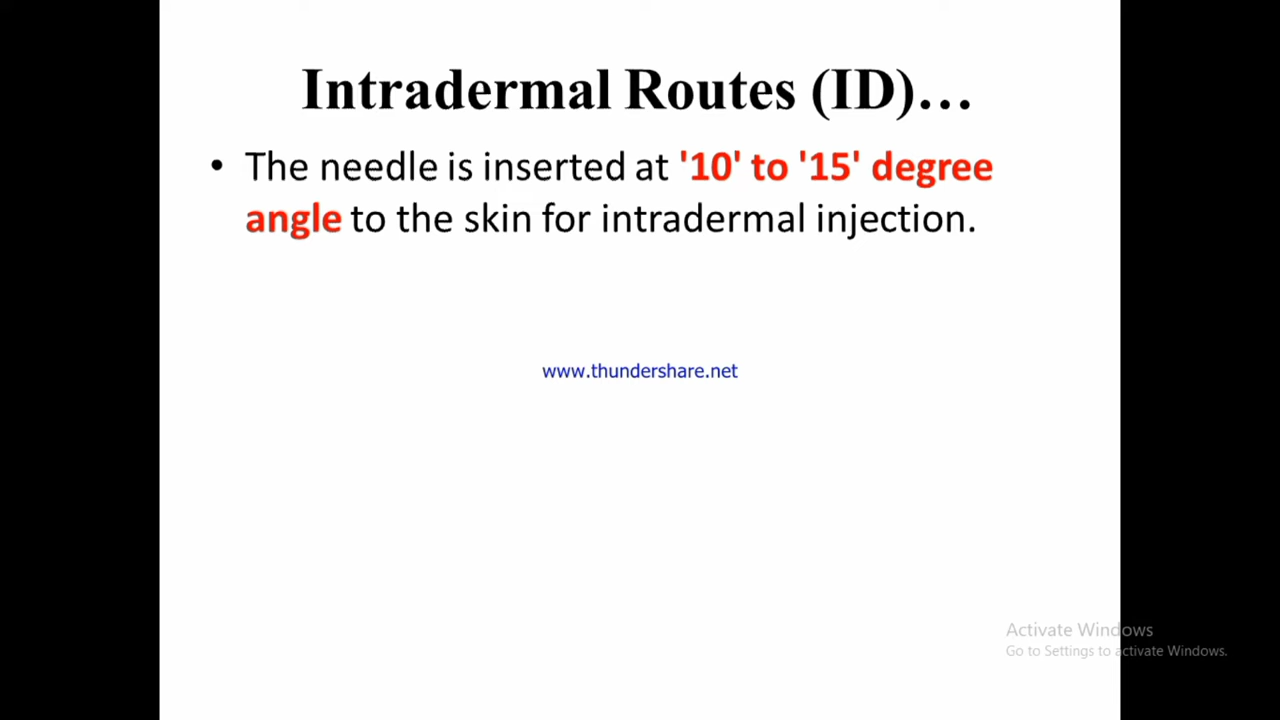 Intradermal Routes (ID)…
• The needle is inserted at '10' to '15' degree
angle to the skin for intradermal injection.
www.thundershare.net
Activate Windows
Go to Settings to activate Windows.